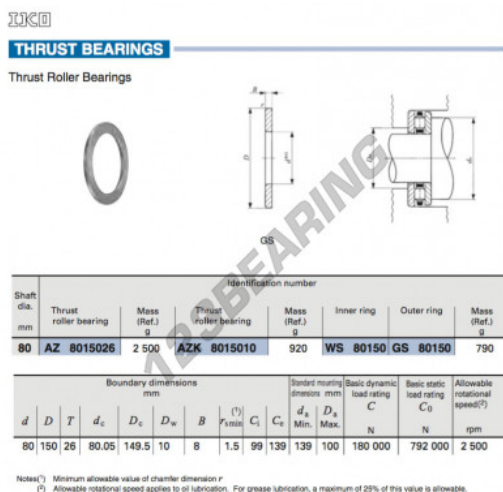 IKO
THRUST BEARINGS
Thrust Roller Bearings
GS
123BEARING
Identification number
Shaft dia. mm
Thrust roller bearing
Mass (Ref.) g
Thrust roller bearing
Mass (Ref.) g
Inner ring
Outer ring
Mass (Ref.) g
80 AZ 8015026 2 500 AZK 8015010 920 WS 80150 GS 80150 790
Boundary dimensions mm
Standard mounting dimensions mm
Basic dynamic load rating C N
Basic static load rating C0 N
Allowable rotational speed(2) rpm
d D T dc Dc Dw B rsmin(1) Ci Ce da Min. Da Max.
80 150 26 80.05 149.5 10 8 1.5 99 139 139 100 180 000 792 000 2 500
Notes(1) Minimum allowable value of chamfer dimension r
(2) Allowable rotational speed applies to oil lubrication. For grease lubrication, a maximum of 25% of this value is allowable.